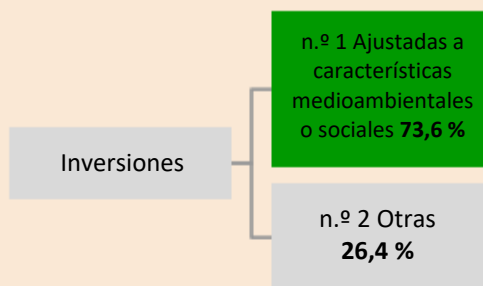 n.º 1 Ajustadas a
características
medioambientales
o sociales 73,6 %
Inversiones
n.º 2 Otras
26,4 %